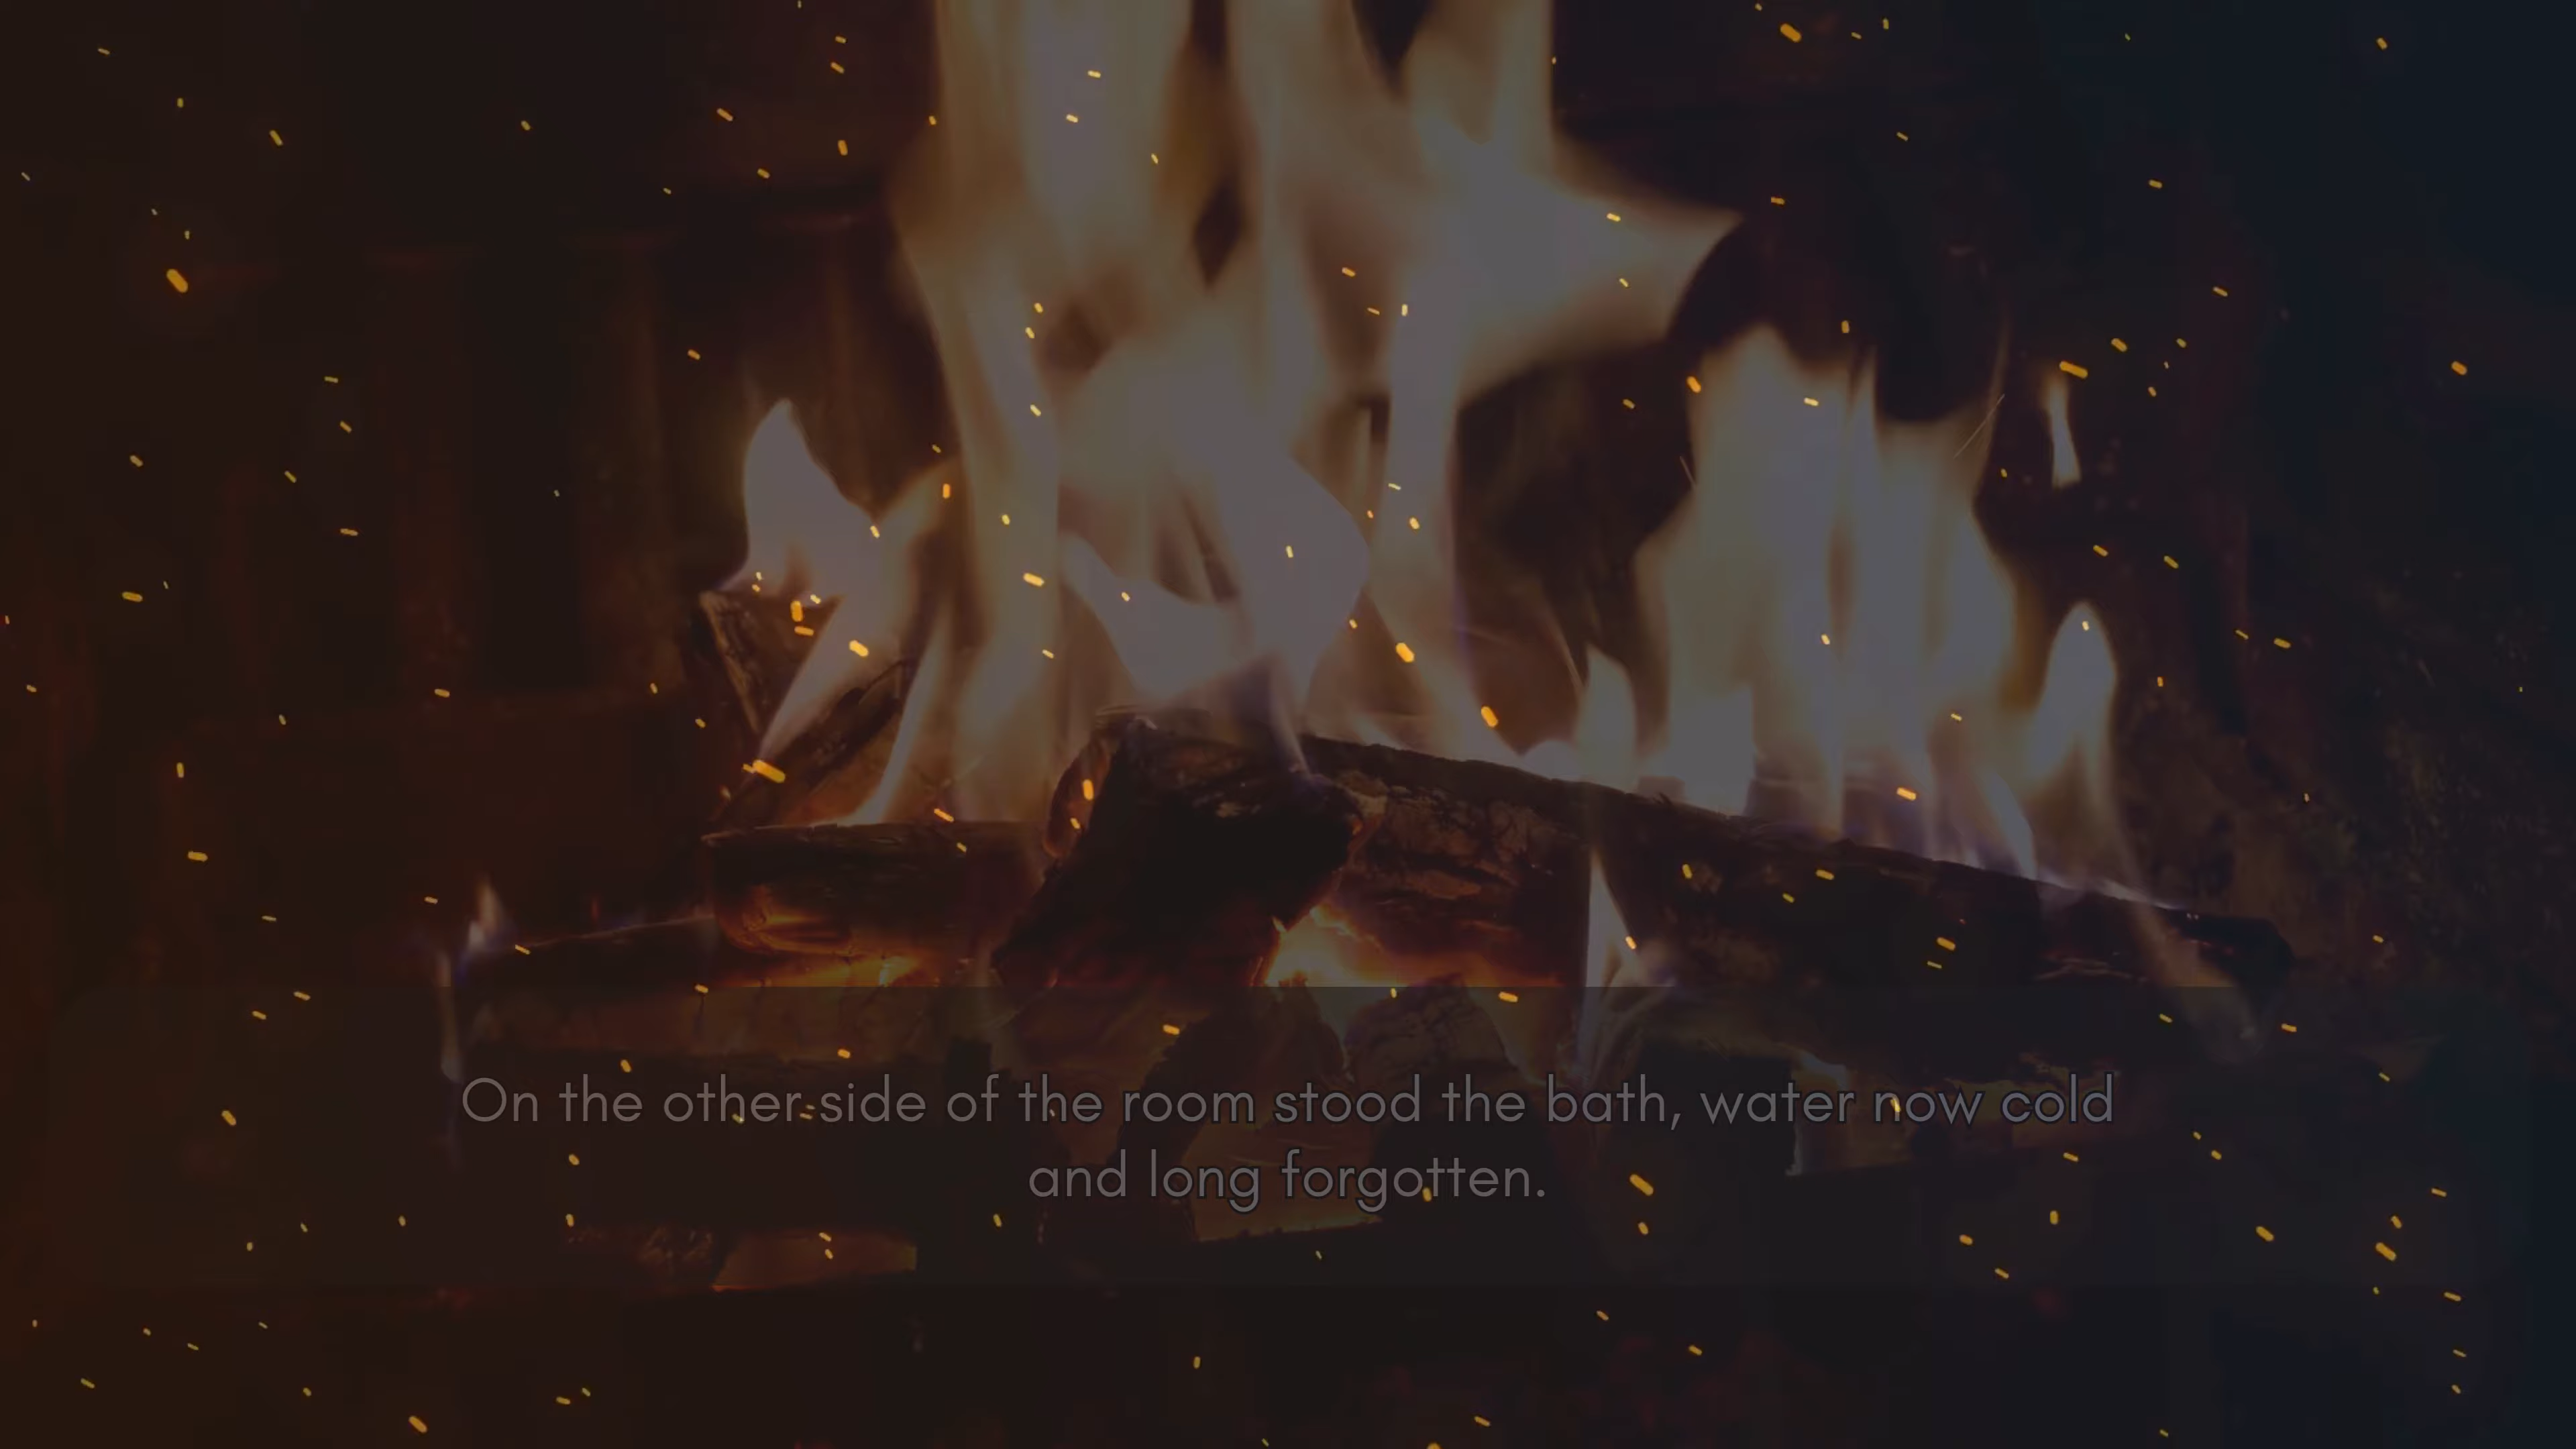 On the other side of the room stood the bath, water now cold
and long forgotten.